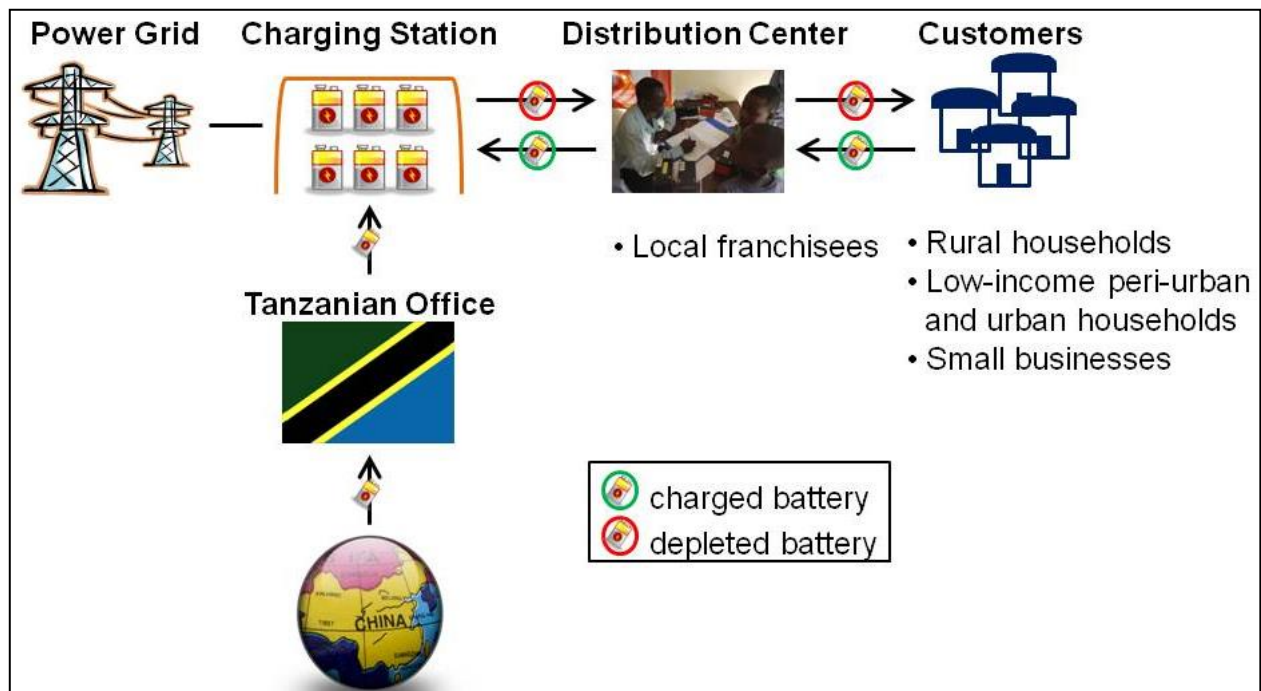 Power Grid
Charging Station
Distribution Center
Customers
• Local franchisees
• Rural households
• Low-income peri-urban
and urban households
• Small businesses
Tanzanian Office
charged battery
depleted battery
CHINA